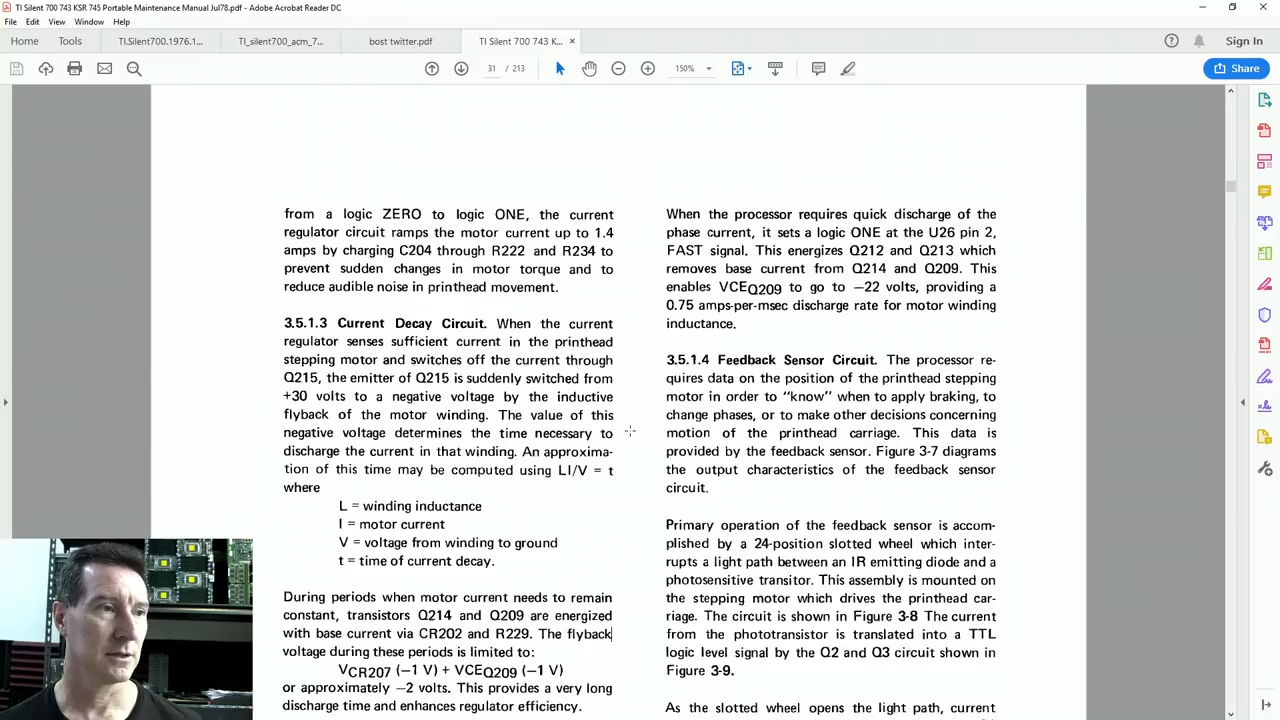 TI Silent 700 743 KSR 745 Portable Maintenance Manual Jul78.pdf - Adobe Acrobat Reader DC
File Edit View Window Help
Home Tools TI.Silent700.1976.1... TI_silent700_acm_7... bost twitter.pdf TI Silent 700 743 K... × Sign In
31 / 213 150% Share
from a logic ZERO to logic ONE, the current
regulator circuit ramps the motor current up to 1.4
amps by charging C204 through R222 and R234 to
prevent sudden changes in motor torque and to
reduce audible noise in printhead movement.
3.5.1.3 Current Decay Circuit. When the current
regulator senses sufficient current in the printhead
stepping motor and switches off the current through
Q215, the emitter of Q215 is suddenly switched from
+30 volts to a negative voltage by the inductive
flyback of the motor winding. The value of this
negative voltage determines the time necessary to
discharge the current in that winding. An approxima-
tion of this time may be computed using LI/V = t
where
L = winding inductance
I = motor current
V = voltage from winding to ground
t = time of current decay.
During periods when motor current needs to remain
constant, transistors Q214 and Q209 are energized
with base current via CR202 and R229. The flyback
voltage during these periods is limited to:
VCR207 (−1 V) + VCEQ209 (−1 V)
or approximately −2 volts. This provides a very long
discharge time and enhances regulator efficiency.
When the processor requires quick discharge of the
phase current, it sets a logic ONE at the U26 pin 2,
FAST signal. This energizes Q212 and Q213 which
removes base current from Q214 and Q209. This
enables VCEQ209 to go to −22 volts, providing a
0.75 amps-per-msec discharge rate for motor winding
inductance.
3.5.1.4 Feedback Sensor Circuit. The processor re-
quires data on the position of the printhead stepping
motor in order to “know” when to apply braking, to
change phases, or to make other decisions concerning
motion of the printhead carriage. This data is
provided by the feedback sensor. Figure 3-7 diagrams
the output characteristics of the feedback sensor
circuit.
Primary operation of the feedback sensor is accom-
plished by a 24-position slotted wheel which inter-
rupts a light path between an IR emitting diode and a
photosensitive transitor. This assembly is mounted on
the stepping motor which drives the printhead car-
riage. The circuit is shown in Figure 3-8 The current
from the phototransistor is translated into a TTL
logic level signal by the Q2 and Q3 circuit shown in
Figure 3-9.
As the slotted wheel opens the light path, current